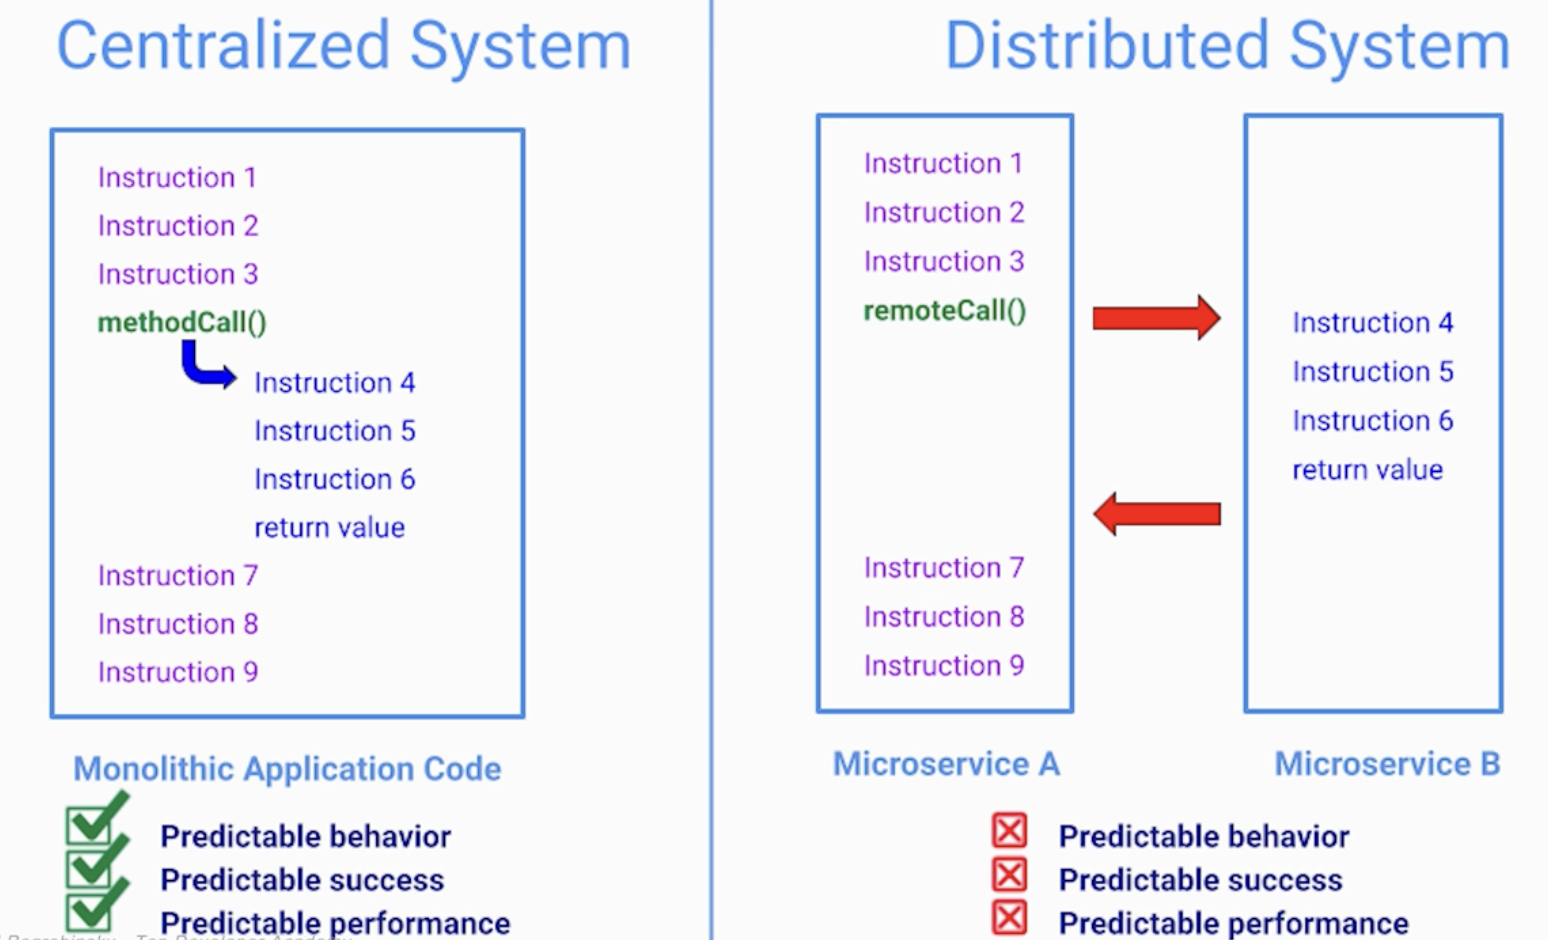 Centralized System
Instruction 1
Instruction 2
Instruction 3
methodCall()
Instruction 4
Instruction 5
Instruction 6
return value
Instruction 7
Instruction 8
Instruction 9
Monolithic Application Code
Predictable behavior
Predictable success
Predictable performance
Distributed System
Instruction 1
Instruction 2
Instruction 3
remoteCall()
Instruction 7
Instruction 8
Instruction 9
Microservice A
Instruction 4
Instruction 5
Instruction 6
return value
Microservice B
Predictable behavior
Predictable success
Predictable performance